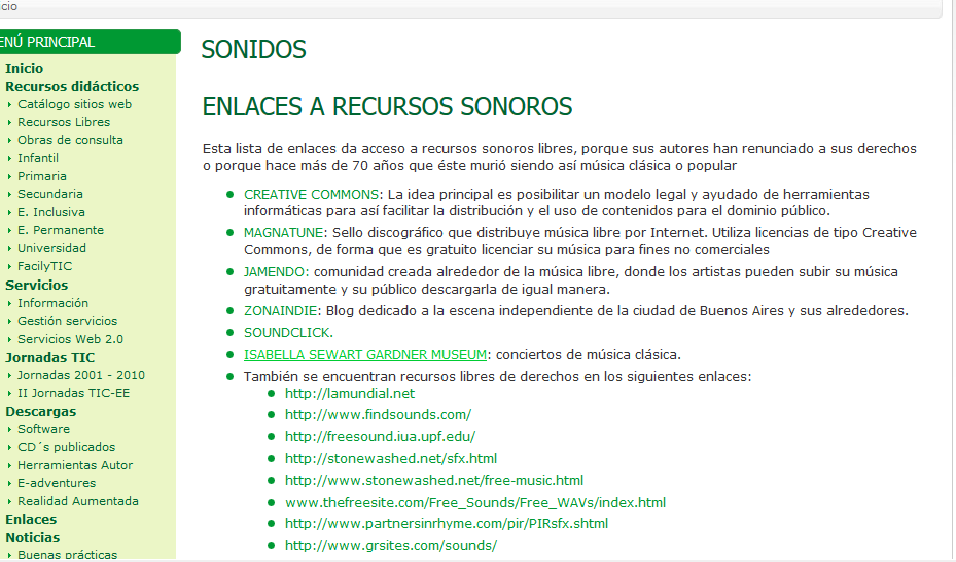 cio
ENÚ PRINCIPAL
Inicio
Recursos didácticos
Catálogo sitios web
Recursos Libres
Obras de consulta
Infantil
Primaria
Secundaria
E. Inclusiva
E. Permanente
Universidad
FacilyTIC
Servicios
Información
Gestión servicios
Servicios Web 2.0
Jornadas TIC
Jornadas 2001 - 2010
II Jornadas TIC-EE
Descargas
Software
CD´s publicados
Herramientas Autor
E-adventures
Realidad Aumentada
Enlaces
Noticias
Buenas prácticas
SONIDOS
ENLACES A RECURSOS SONOROS
Esta lista de enlaces da acceso a recursos sonoros libres, porque sus autores han renunciado a sus derechos
o porque hace más de 70 años que éste murió siendo así música clásica o popular
CREATIVE COMMONS: La idea principal es posibilitar un modelo legal y ayudado de herramientas
informáticas para así facilitar la distribución y el uso de contenidos para el dominio público.
MAGNATUNE: Sello discográfico que distribuye música libre por Internet. Utiliza licencias de tipo Creative
Commons, de forma que es gratuito licenciar su música para fines no comerciales
JAMENDO: comunidad creada alrededor de la música libre, donde los artistas pueden subir su música
gratuitamente y su público descargarla de igual manera.
ZONAINDIE: Blog dedicado a la escena independiente de la ciudad de Buenos Aires y sus alrededores.
SOUNDCLICK.
ISABELLA SEWART GARDNER MUSEUM: conciertos de música clásica.
También se encuentran recursos libres de derechos en los siguientes enlaces:
http://lamundial.net
http://www.findsounds.com/
http://freesound.iua.upf.edu/
http://stonewashed.net/sfx.html
http://www.stonewashed.net/free-music.html
www.thefreesite.com/Free_Sounds/Free_WAVs/index.html
http://www.partnersinrhyme.com/pir/PIRsfx.shtml
http://www.grsites.com/sounds/